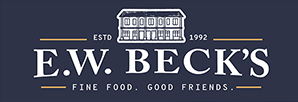 ESTD 1992
E.W. BECK'S
FINE FOOD. GOOD FRIENDS.